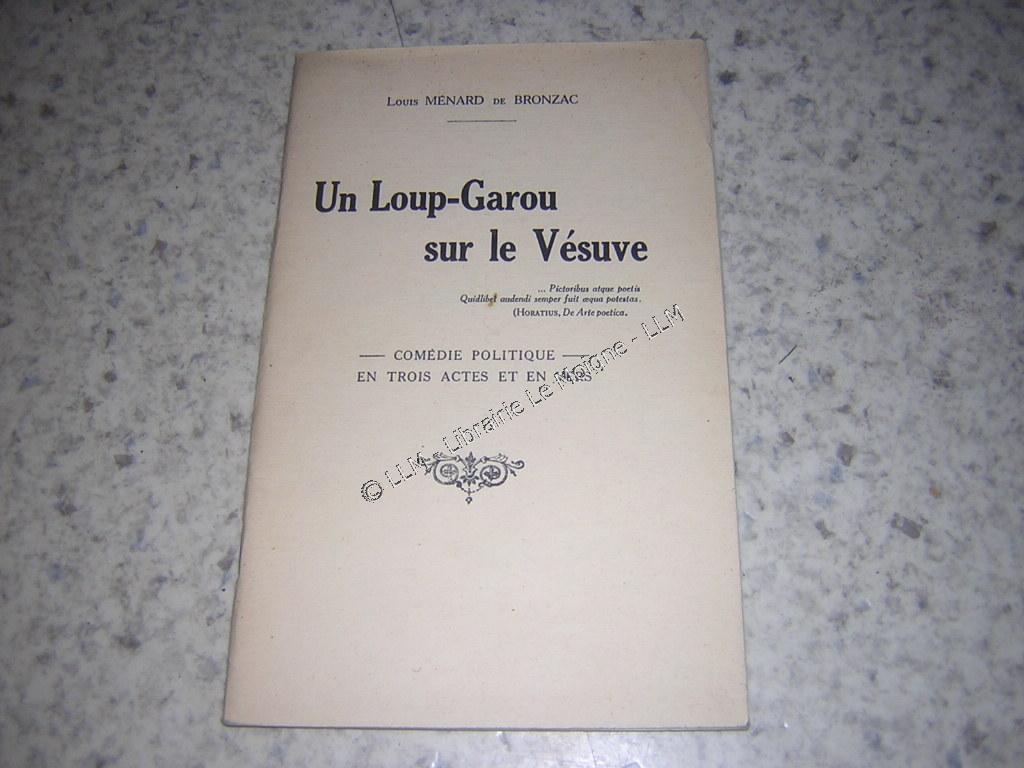 Louis MÉNARD DE BRONZAC
Un Loup-Garou
sur le Vésuve
... Pictoribus atque poetis
Quidlibet audendi semper fuit æqua potestas.
(HORATIUS, De Arte poetica.
COMÉDIE POLITIQUE
EN TROIS ACTES ET EN VERS
© LLM - Librairie Le Moigne - LLM